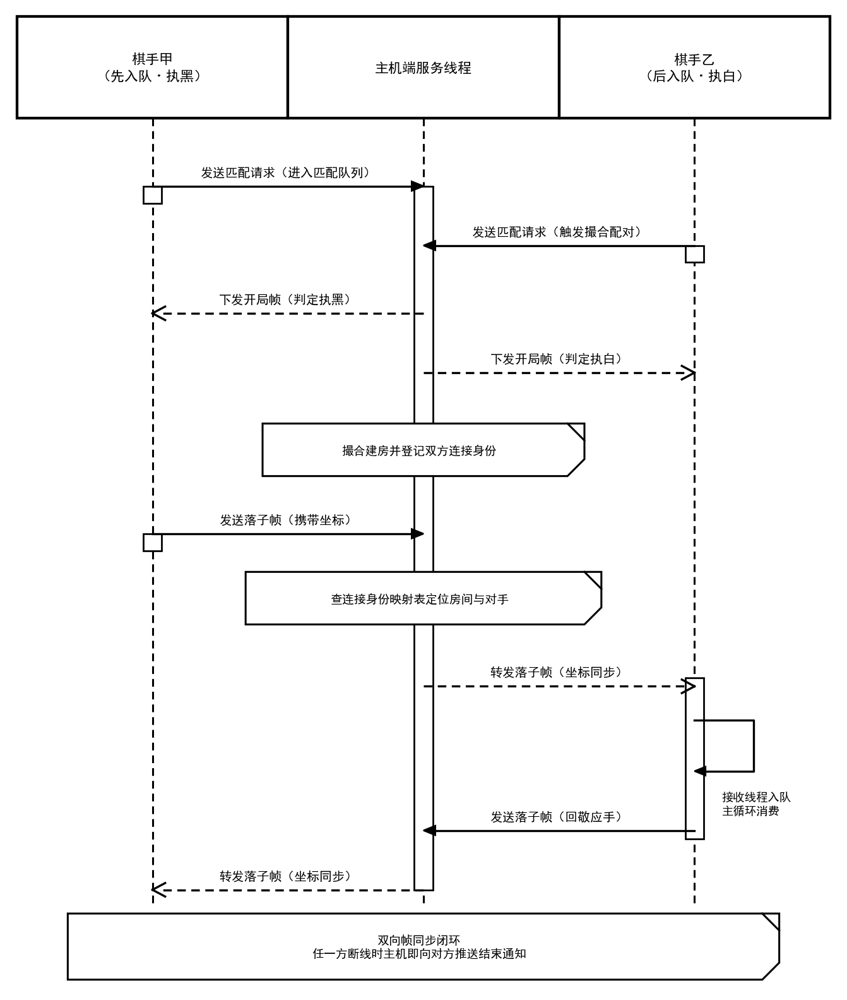 棋手甲
（先入队·执黑）
主机端服务线程
棋手乙
（后入队·执白）
发送匹配请求（进入匹配队列）
发送匹配请求（触发撮合配对）
下发开局帧（判定执黑）
下发开局帧（判定执白）
撮合建房并登记双方连接身份
发送落子帧（携带坐标）
查连接身份映射表定位房间与对手
转发落子帧（坐标同步）
接收线程入队
主循环消费
发送落子帧（回敬应手）
转发落子帧（坐标同步）
双向帧同步闭环
任一方断线时主机即向对方推送结束通知